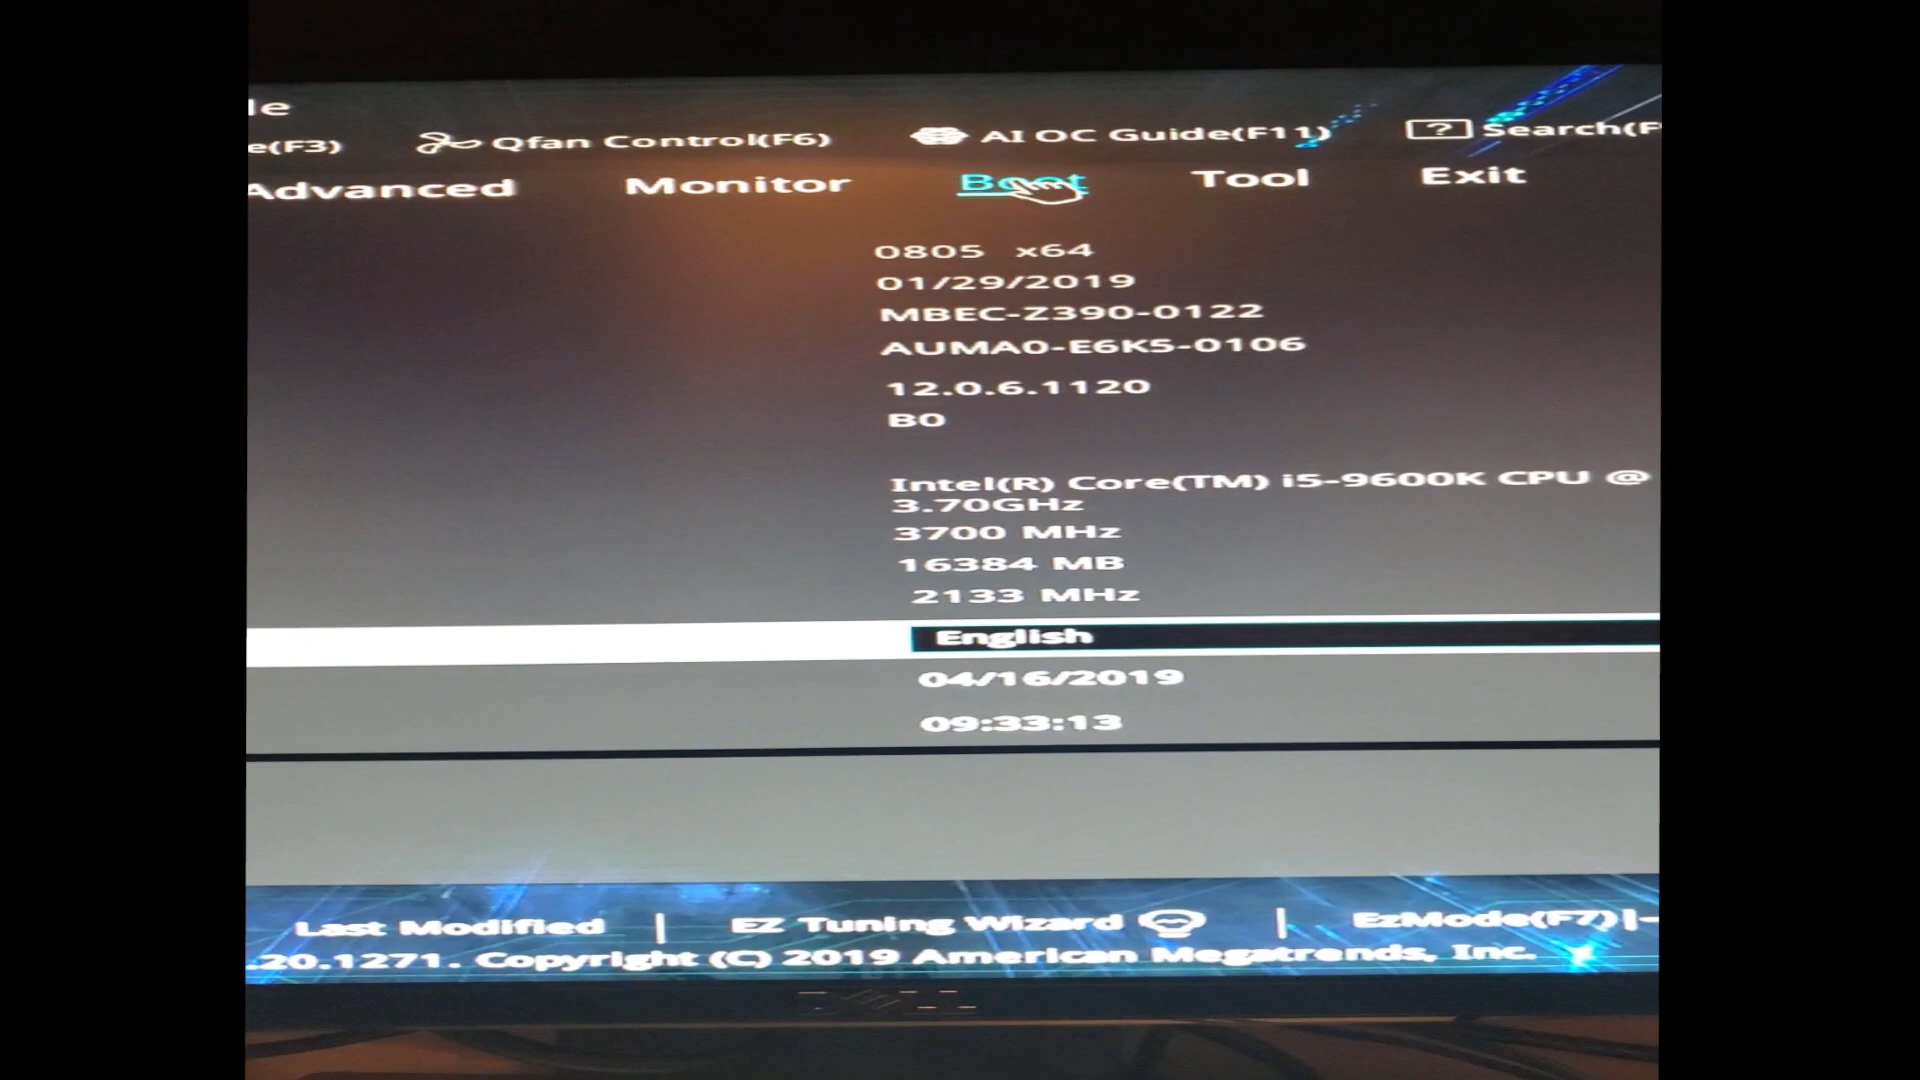 le
e(F3) Qfan Control(F6) AI OC Guide(F11) ? Search(F
Advanced Monitor Boot Tool Exit
0805 x64
01/29/2019
MBEC-Z390-0122
AUMA0-E6K5-0106
12.0.6.1120
B0
Intel(R) Core(TM) i5-9600K CPU @
3.70GHz
3700 MHz
16384 MB
2133 MHz
English
04/16/2019
09:33:13
Last Modified | EZ Tuning Wizard | EzMode(F7)|
.20.1271. Copyright (C) 2019 American Megatrends, Inc.
DELL